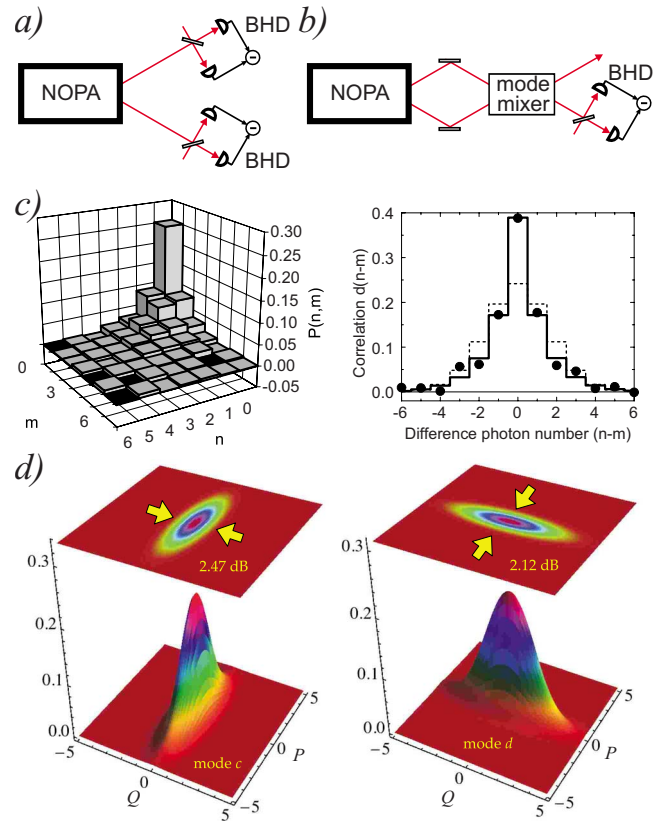 a)
NOPA
BHD
BHD
−
−
b)
NOPA
mode
mixer
BHD
−
c)
0.30
0.25
0.20
0.15
0.10
0.05
0.00
-0.05
P(n,m)
0
3
6
m
6 5 4 3 2 1 0
n
0.4
0.3
0.2
0.1
0
Correlation d(n-m)
-6 -4 -2 0 2 4 6
Difference photon number (n-m)
d)
2.47 dB
0.3
0.2
0.1
0.0
mode c
-5 0 5
Q
-5 0 5
P
2.12 dB
0.3
0.2
0.1
0.0
mode d
-5 0 5
Q
-5 0 5
P